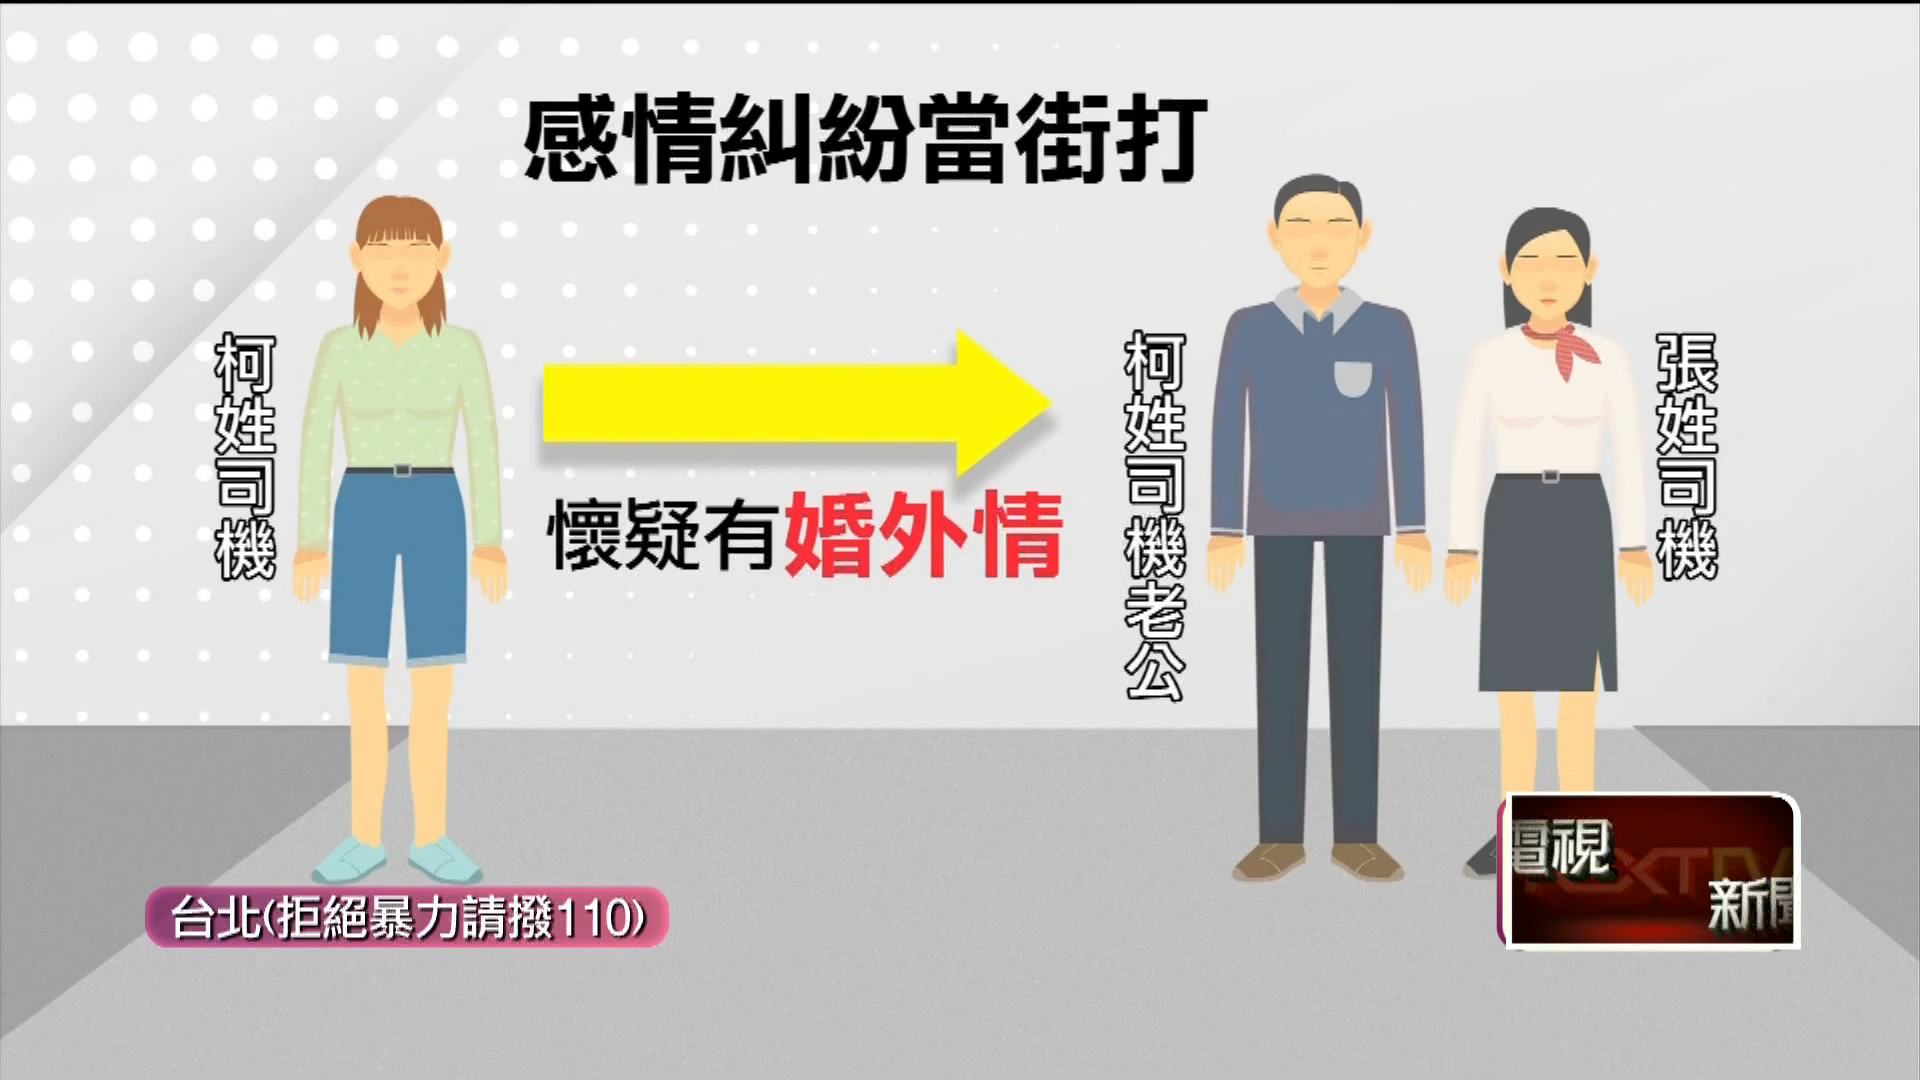 感情糾紛當街打
柯姓司機
懷疑有婚外情
柯姓司機老公
張姓司機
台北(拒絕暴力請撥110)
電視
NEXT TV
新聞